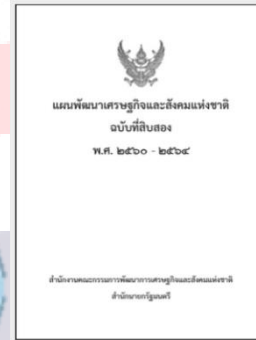 แผนพัฒนาเศรษฐกิจและสังคมแห่งชาติ
ฉบับที่สิบสอง
พ.ศ. ๒๕๖๐ - ๒๕๖๔
สำนักงานคณะกรรมการพัฒนาการเศรษฐกิจและสังคมแห่งชาติ
สำนักนายกรัฐมนตรี